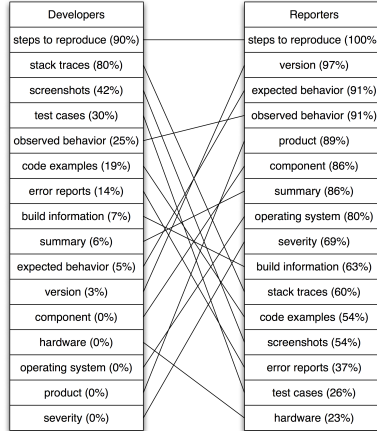 Developers
steps to reproduce (90%)
stack traces (80%)
screenshots (42%)
test cases (30%)
observed behavior (25%)
code examples (19%)
error reports (14%)
build information (7%)
summary (6%)
expected behavior (5%)
version (3%)
component (0%)
hardware (0%)
operating system (0%)
product (0%)
severity (0%)
Reporters
steps to reproduce (100%)
version (97%)
expected behavior (91%)
observed behavior (91%)
product (89%)
component (86%)
summary (86%)
operating system (80%)
severity (69%)
build information (63%)
stack traces (60%)
code examples (54%)
screenshots (54%)
error reports (37%)
test cases (26%)
hardware (23%)